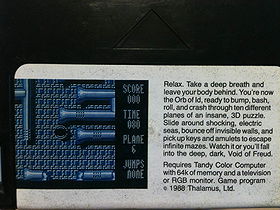 SCORE
000
TIME
080
PLANE
6
JUMPS
NONE
Relax. Take a deep breath and
leave your body behind. You're now
the Orb of Id, ready to bump, bash,
roll, and crash through ten different
planes of an insane, 3D puzzle.
Slide around shocking, electric
seas, bounce off invisible walls, and
pick up keys and amulets to escape
infinite mazes. Watch it or you'll fall
into the deep, dark, Void of Freud.
Requires Tandy Color Computer
with 64k of memory and a television
or RGB monitor. Game program
© 1988 Thalamus, Ltd.